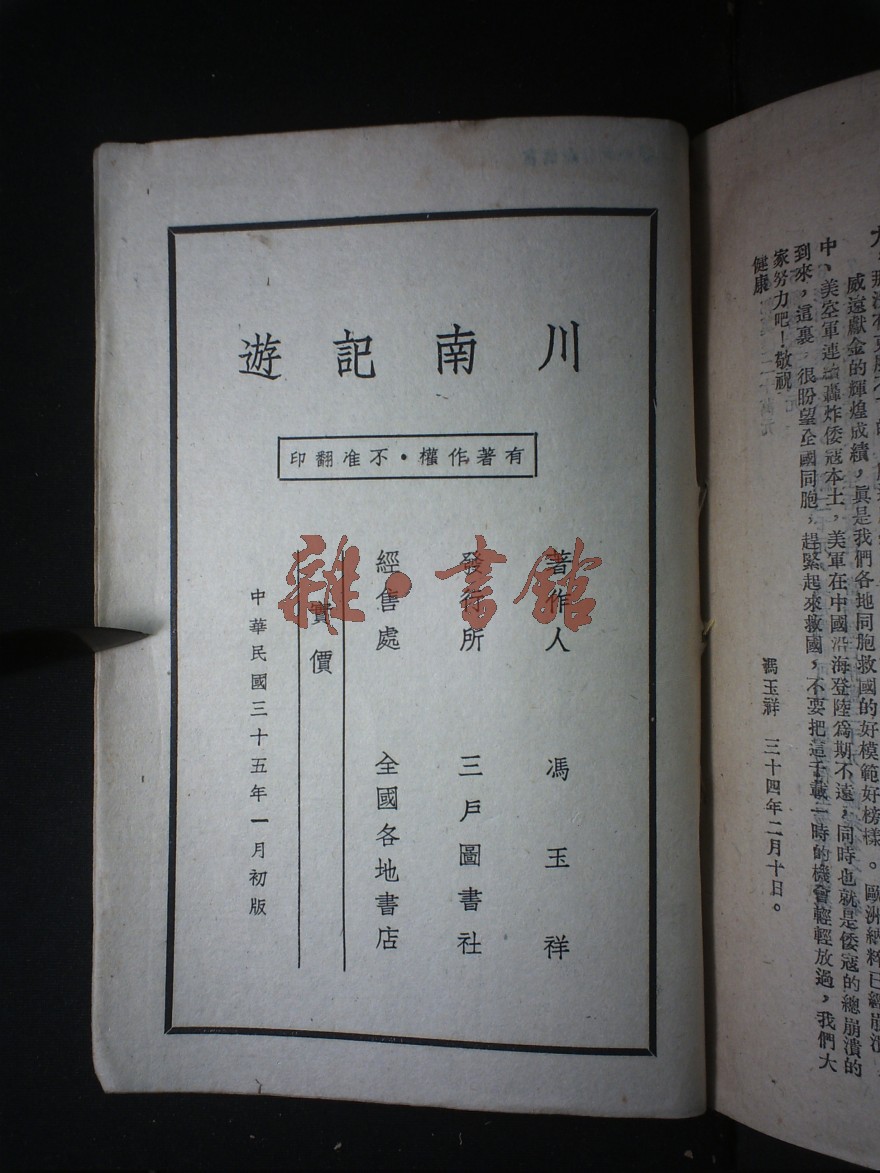 川南記遊
有著作權・不准翻印
著作人 馮玉祥
發行所 三戶圖書社
經售處 全國各地書店
實價
中華民國三十五年一月初版
雜・書館
威遠獻金的輝煌成績，眞是我們各地同胞救國的好模範好榜樣。歐洲納粹已經崩潰
中、美空軍連續轟炸倭寇本土，美軍在中國沿海登陸爲期不遠，同時也就是倭寇的總崩潰的
到來，這裏，很盼望全國同胞，趕緊起來救國，不要把這千載一時的機會輕輕放過，我們大
家努力吧！敬祝
健康
馮玉祥 三十四年二月十日。